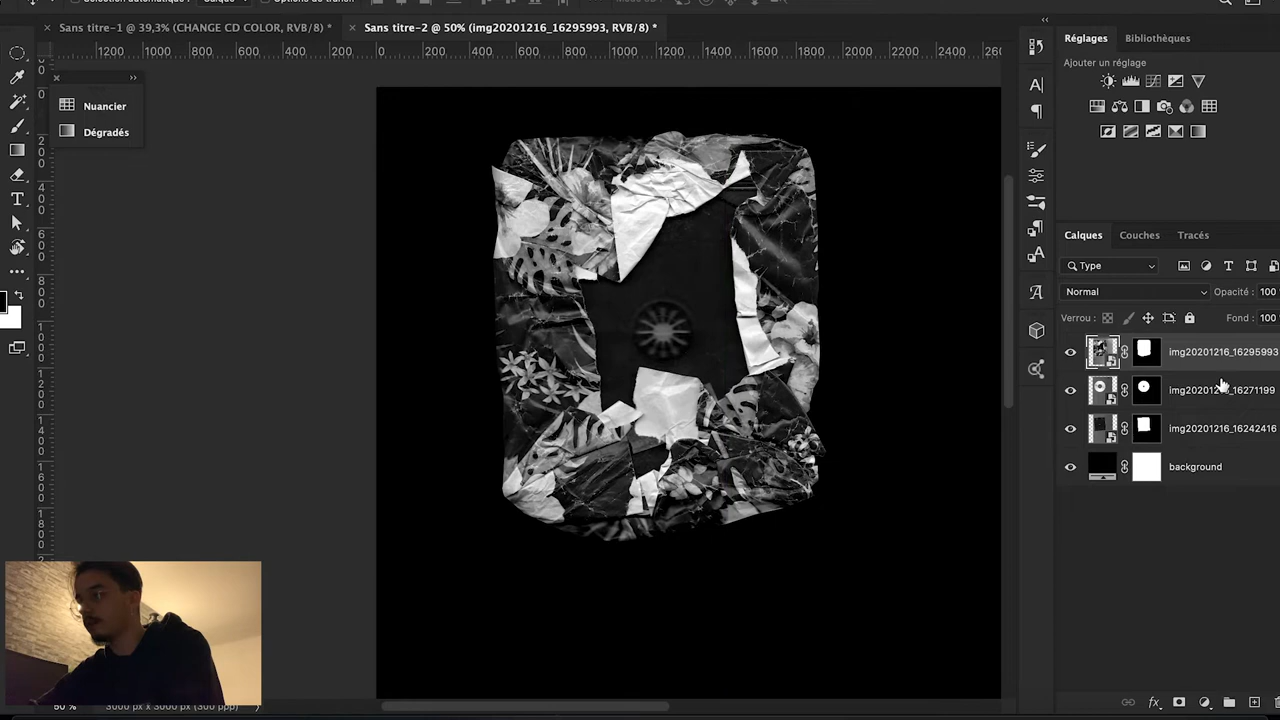 Sans titre-1 @ 39,3% (CHANGE CD COLOR, RVB/8) *
Sans titre-2 @ 50% (img20201216_16295993, RVB/8) *
1200 1000 800 600 400 200 0 200 400 600 800 1000 1200 1400 1600 1800 2000 2200 2400
Nuancier
Dégradés
Réglages Bibliothèques
Ajouter un réglage
Calques Couches Tracés
Type
Normal Opacité : 100
Verrou : Fond : 100
img20201216_16295993
img20201216_16271199
img20201216_16242416
background
50 % 3000 px x 3000 px (300 ppp)
fx